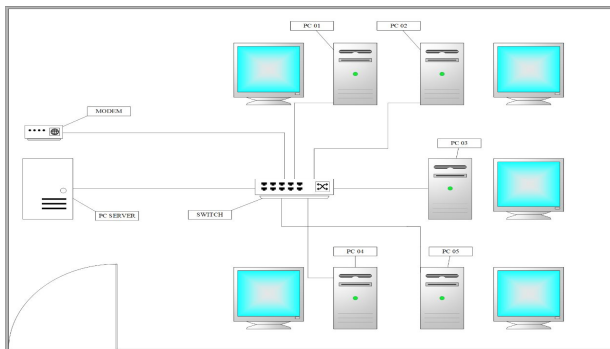 PC 01
PC 02
MODEM
PC 03
PC SERVER
SWITCH
PC 04
PC 05